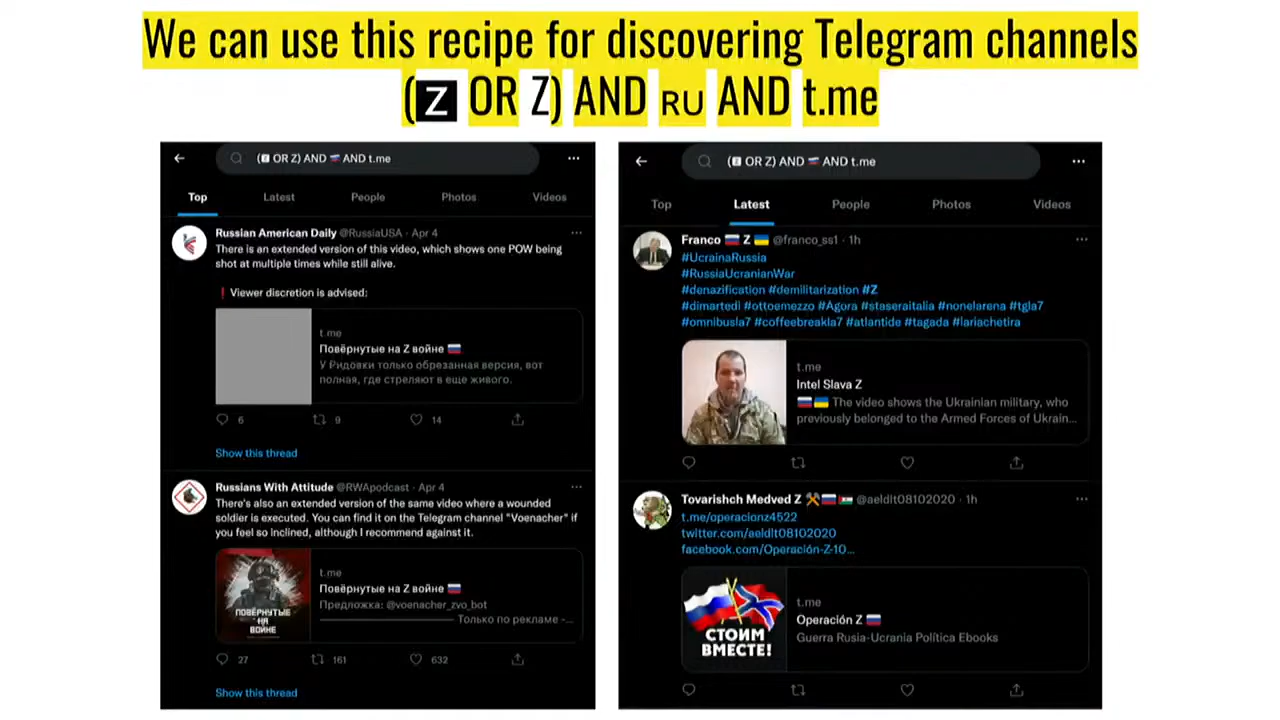 We can use this recipe for discovering Telegram channels
(🆉 OR Z) AND RU AND t.me
(🆉 OR Z) AND 🇷🇺 AND t.me
Top Latest People Photos Videos
Russian American Daily @RussiaUSA · Apr 4
There is an extended version of this video, which shows one POW being
shot at multiple times while still alive.
❗ Viewer discretion is advised:
t.me
Повёрнутые на Z войне 🇷🇺
У Ридовки только обрезанная версия, вот
полная, где стреляют в еще живого.
6 9 14
Show this thread
Russians With Attitude @RWApodcast · Apr 4
There's also an extended version of the same video where a wounded
soldier is executed. You can find it on the Telegram channel "Voenacher" if
you feel so inclined, although I recommend against it.
ПОВЁРНУТЫЕ
НА
ВОЙНЕ
t.me
Повёрнутые на Z войне 🇷🇺
Предложка: @voenacher_zvo_bot
Только по рекламе -...
27 161 632
Show this thread
(🆉 OR Z) AND 🇷🇺 AND t.me
Top Latest People Photos Videos
Franco 🇷🇺 Z 🇺🇦 @franco_ss1 · 1h
#UcrainaRussia
#RussiaUcranianWar
#denazification #demilitarization #Z
#dimartedi #ottoemezzo #Agora #staseraitalia #nonelarena #tgla7
#omnibusla7 #coffeebreakla7 #atlantide #tagada #lariachetira
t.me
Intel Slava Z
🇷🇺🇺🇦 The video shows the Ukrainian military, who
previously belonged to the Armed Forces of Ukrain...
Tovarishch Medved Z ⚒️🇷🇺🇵🇸 @aeldlt08102020 · 1h
t.me/operacionz4522
twitter.com/aeldlt08102020
facebook.com/Operación-Z-10...
СТОИМ
ВМЕСТЕ!
t.me
Operación Z 🇷🇺
Guerra Rusia-Ucrania Política Ebooks